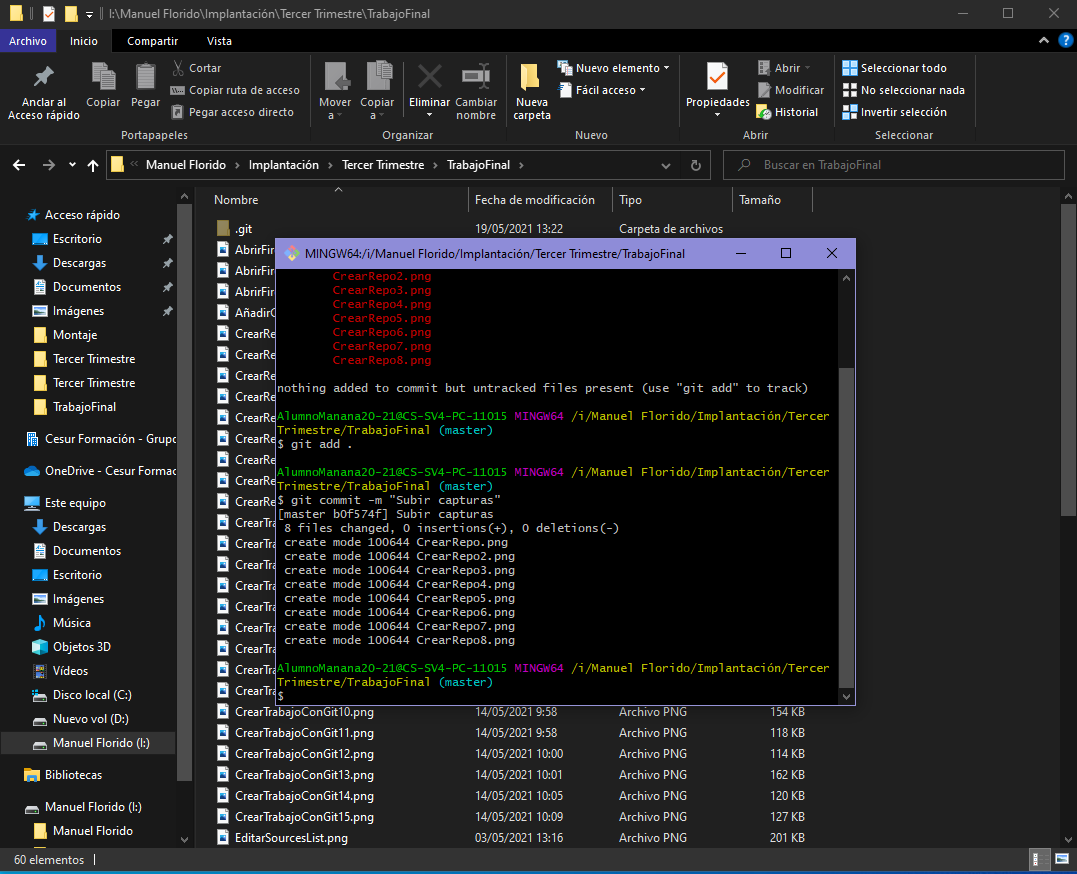 I:\Manuel Florido\Implantación\Tercer Trimestre\TrabajoFinal
Archivo Inicio Compartir Vista
Anclar al Acceso rápido
Copiar
Pegar
Cortar
Copiar ruta de acceso
Pegar acceso directo
Portapapeles
Mover a
Copiar a
Eliminar
Cambiar nombre
Organizar
Nueva carpeta
Nuevo elemento
Fácil acceso
Nuevo
Propiedades
Abrir
Modificar
Historial
Abrir
Seleccionar todo
No seleccionar nada
Invertir selección
Seleccionar
« Manuel Florido › Implantación › Tercer Trimestre › TrabajoFinal ›
Buscar en TrabajoFinal
Acceso rápido
Escritorio
Descargas
Documentos
Imágenes
Montaje
Tercer Trimestre
Tercer Trimestre
TrabajoFinal
Cesur Formación - Grupo
OneDrive - Cesur Formac
Este equipo
Descargas
Documentos
Escritorio
Imágenes
Música
Objetos 3D
Vídeos
Disco local (C:)
Nuevo vol (D:)
Manuel Florido (I:)
Bibliotecas
Manuel Florido (I:)
Manuel Florido
Nombre Fecha de modificación Tipo Tamaño
.git 19/05/2021 13:22 Carpeta de archivos
AbrirFir
AbrirFir
AbrirFir
AñadirC
CrearRe
CrearRe
CrearRe
CrearRe
CrearRe
CrearRe
CrearRe
CrearRe
CrearRe
CrearTra
CrearTra
CrearTra
CrearTra
CrearTra
CrearTra
CrearTra
CrearTra
CrearTra
CrearTrabajoConGit10.png 14/05/2021 9:58 Archivo PNG 154 KB
CrearTrabajoConGit11.png 14/05/2021 9:58 Archivo PNG 118 KB
CrearTrabajoConGit12.png 14/05/2021 10:00 Archivo PNG 114 KB
CrearTrabajoConGit13.png 14/05/2021 10:01 Archivo PNG 162 KB
CrearTrabajoConGit14.png 14/05/2021 10:05 Archivo PNG 120 KB
CrearTrabajoConGit15.png 14/05/2021 10:09 Archivo PNG 127 KB
EditarSourcesList.png 03/05/2021 13:16 Archivo PNG 201 KB
MINGW64:/i/Manuel Florido/Implantación/Tercer Trimestre/TrabajoFinal
CrearRepo2.png
CrearRepo3.png
CrearRepo4.png
CrearRepo5.png
CrearRepo6.png
CrearRepo7.png
CrearRepo8.png
nothing added to commit but untracked files present (use "git add" to track)
AlumnoManana20-21@CS-SV4-PC-11015 MINGW64 /i/Manuel Florido/Implantación/Tercer
Trimestre/TrabajoFinal (master)
$ git add .
AlumnoManana20-21@CS-SV4-PC-11015 MINGW64 /i/Manuel Florido/Implantación/Tercer
Trimestre/TrabajoFinal (master)
$ git commit -m "Subir capturas"
[master b0f574f] Subir capturas
8 files changed, 0 insertions(+), 0 deletions(-)
create mode 100644 CrearRepo.png
create mode 100644 CrearRepo2.png
create mode 100644 CrearRepo3.png
create mode 100644 CrearRepo4.png
create mode 100644 CrearRepo5.png
create mode 100644 CrearRepo6.png
create mode 100644 CrearRepo7.png
create mode 100644 CrearRepo8.png
AlumnoManana20-21@CS-SV4-PC-11015 MINGW64 /i/Manuel Florido/Implantación/Tercer
Trimestre/TrabajoFinal (master)
$
60 elementos